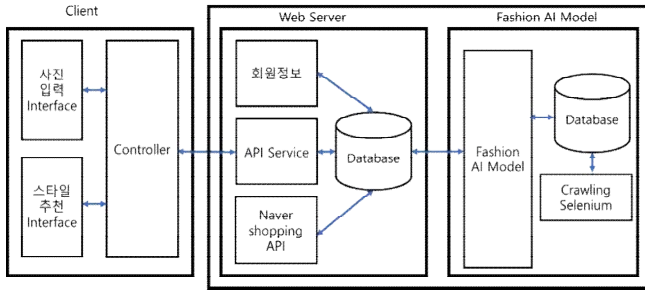 Client
Web Server
Fashion AI Model
사진
입력
Interface
스타일
추천
Interface
Controller
회원정보
API Service
Naver
shopping
API
Database
Fashion
AI Model
Database
Crawling
Selenium